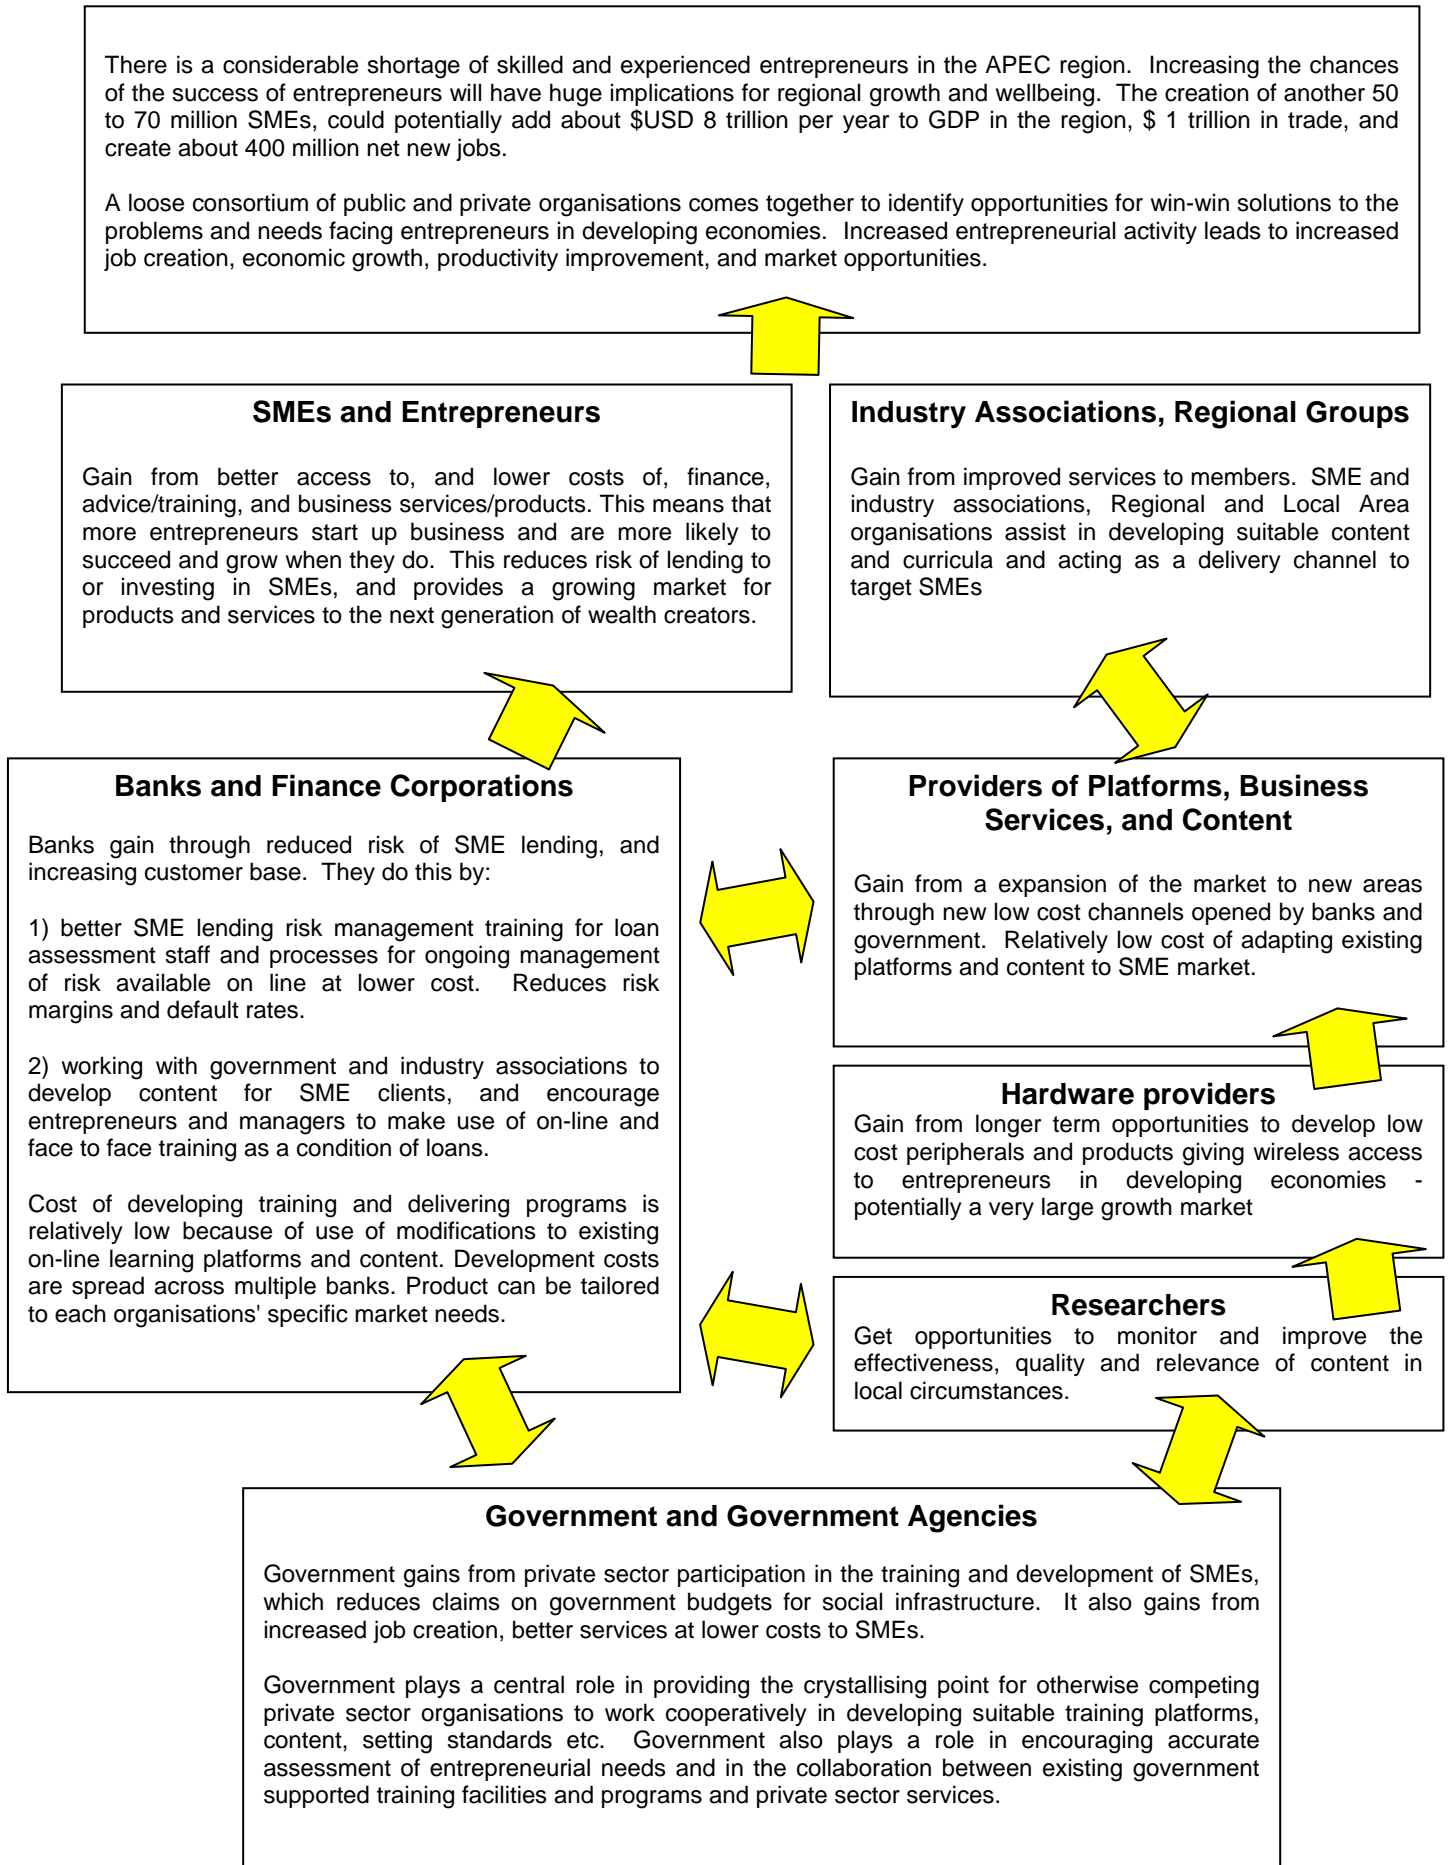 There is a considerable shortage of skilled and experienced entrepreneurs in the APEC region. Increasing the chances
of the success of entrepreneurs will have huge implications for regional growth and wellbeing. The creation of another 50
to 70 million SMEs, could potentially add about $USD 8 trillion per year to GDP in the region, $ 1 trillion in trade, and
create about 400 million net new jobs.
A loose consortium of public and private organisations comes together to identify opportunities for win-win solutions to the
problems and needs facing entrepreneurs in developing economies. Increased entrepreneurial activity leads to increased
job creation, economic growth, productivity improvement, and market opportunities.
SMEs and Entrepreneurs
Gain from better access to, and lower costs of, finance,
advice/training, and business services/products. This means that
more entrepreneurs start up business and are more likely to
succeed and grow when they do. This reduces risk of lending to
or investing in SMEs, and provides a growing market for
products and services to the next generation of wealth creators.
Industry Associations, Regional Groups
Gain from improved services to members. SME and
industry associations, Regional and Local Area
organisations assist in developing suitable content
and curricula and acting as a delivery channel to
target SMEs
Banks and Finance Corporations
Banks gain through reduced risk of SME lending, and
increasing customer base. They do this by:
1) better SME lending risk management training for loan
assessment staff and processes for ongoing management
of risk available on line at lower cost. Reduces risk
margins and default rates.
2) working with government and industry associations to
develop content for SME clients, and encourage
entrepreneurs and managers to make use of on-line and
face to face training as a condition of loans.
Cost of developing training and delivering programs is
relatively low because of use of modifications to existing
on-line learning platforms and content. Development costs
are spread across multiple banks. Product can be tailored
to each organisations' specific market needs.
Providers of Platforms, Business
Services, and Content
Gain from a expansion of the market to new areas
through new low cost channels opened by banks and
government. Relatively low cost of adapting existing
platforms and content to SME market.
Hardware providers
Gain from longer term opportunities to develop low
cost peripherals and products giving wireless access
to entrepreneurs in developing economies -
potentially a very large growth market
Researchers
Get opportunities to monitor and improve the
effectiveness, quality and relevance of content in
local circumstances.
Government and Government Agencies
Government gains from private sector participation in the training and development of SMEs,
which reduces claims on government budgets for social infrastructure. It also gains from
increased job creation, better services at lower costs to SMEs.
Government plays a central role in providing the crystallising point for otherwise competing
private sector organisations to work cooperatively in developing suitable training platforms,
content, setting standards etc. Government also plays a role in encouraging accurate
assessment of entrepreneurial needs and in the collaboration between existing government
supported training facilities and programs and private sector services.